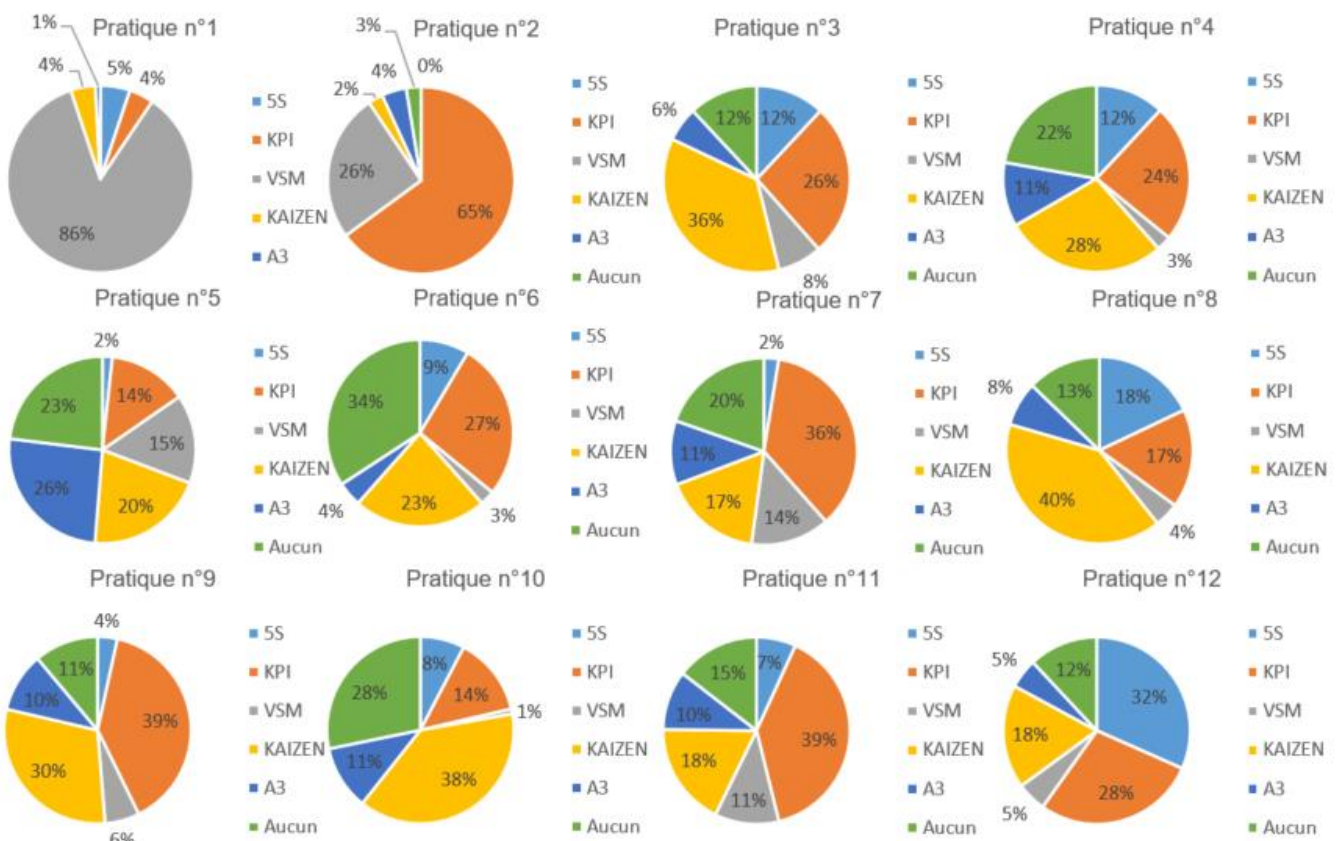 Pratique n°1
1%
4%
5%
4%
86%
5S
KPI
VSM
KAIZEN
A3
Pratique n°2
3%
0%
4%
2%
26%
65%
5S
KPI
VSM
KAIZEN
A3
Aucun
Pratique n°3
6%
12%
12%
26%
36%
8%
5S
KPI
VSM
KAIZEN
A3
Aucun
Pratique n°4
22%
12%
24%
11%
28%
3%
5S
KPI
VSM
KAIZEN
A3
Aucun
Pratique n°5
2%
23%
14%
15%
26%
20%
5S
KPI
VSM
KAIZEN
A3
Aucun
Pratique n°6
9%
34%
27%
23%
4%
3%
5S
KPI
VSM
KAIZEN
A3
Aucun
Pratique n°7
2%
20%
36%
11%
17%
14%
5S
KPI
VSM
KAIZEN
A3
Aucun
Pratique n°8
8%
13%
18%
17%
40%
4%
5S
KPI
VSM
KAIZEN
A3
Aucun
Pratique n°9
4%
11%
10%
39%
30%
6%
5S
KPI
VSM
KAIZEN
A3
Aucun
Pratique n°10
8%
28%
14%
1%
11%
38%
5S
KPI
VSM
KAIZEN
A3
Aucun
Pratique n°11
7%
15%
10%
39%
18%
11%
5S
KPI
VSM
KAIZEN
A3
Aucun
Pratique n°12
5%
12%
32%
18%
28%
5%
5S
KPI
VSM
KAIZEN
A3
Aucun